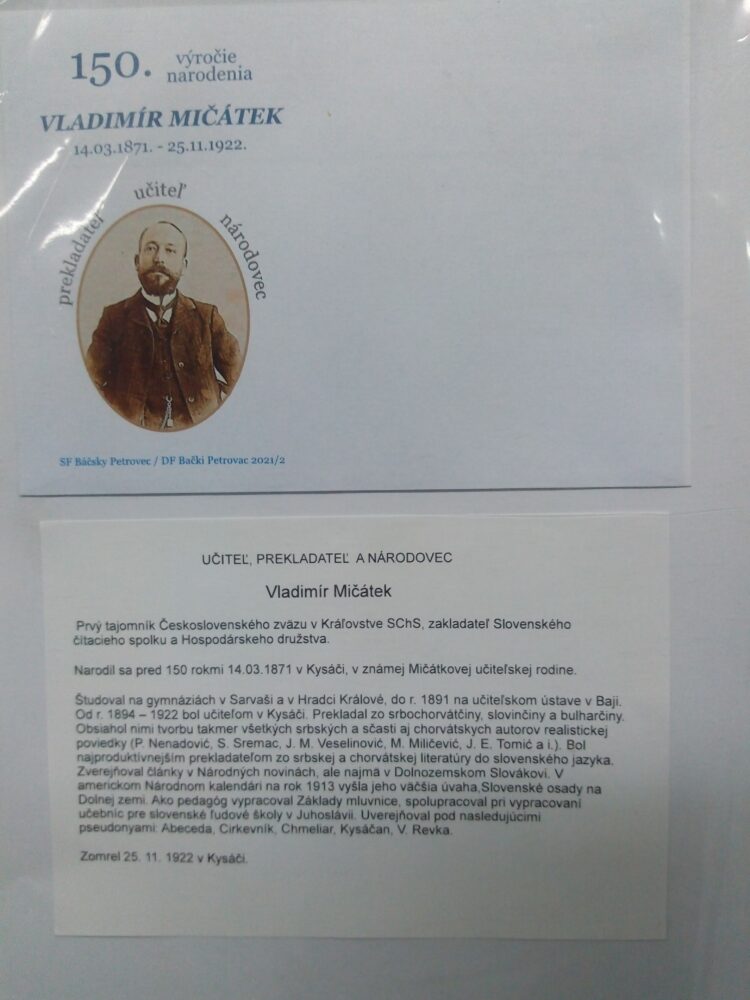 150. výročie
narodenia
VLADIMÍR MIČÁTEK
14.03.1871. - 25.11.1922.
prekladateľ učiteľ národovec
SF Báčsky Petrovec / DF Bački Petrovac 2021/2
UČITEĽ, PREKLADATEĽ A NÁRODOVEC
Vladimír Mičátek
Prvý tajomník Československého zväzu v Kráľovstve SChS, zakladateľ Slovenského
čítacieho spolku a Hospodárskeho družstva.
Narodil sa pred 150 rokmi 14.03.1871 v Kysáči, v známej Mičátkovej učiteľskej rodine.
Študoval na gymnáziách v Sarvaši a v Hradci Králové, do r. 1891 na učiteľskom ústave v Baji.
Od r. 1894 – 1922 bol učiteľom v Kysáči. Prekladal zo srbochorvátčiny, slovinčiny a bulharčiny.
Obsiahol nimi tvorbu takmer všetkých srbských a sčasti aj chorvátskych autorov realistickej
poviedky (P. Nenadović, S. Sremac, J. M. Veselinović, M. Miličević, J. E. Tomić a i.). Bol
najproduktívnejším prekladateľom zo srbskej a chorvátskej literatúry do slovenského jazyka.
Zverejňoval články v Národných novinách, ale najmä v Dolnozemskom Slovákovi. V
americkom Národnom kalendári na rok 1913 vyšla jeho väčšia úvaha,Slovenské osady na
Dolnej zemi. Ako pedagóg vypracoval Základy mluvnice, spolupracoval pri vypracovaní
učebníc pre slovenské ľudové školy v Juhoslávii. Uverejňoval pod nasledujúcimi
pseudonymami: Abeceda, Cirkevník, Chmeliar, Kysáčan, V. Revka.
Zomrel 25. 11. 1922 v Kysáči.